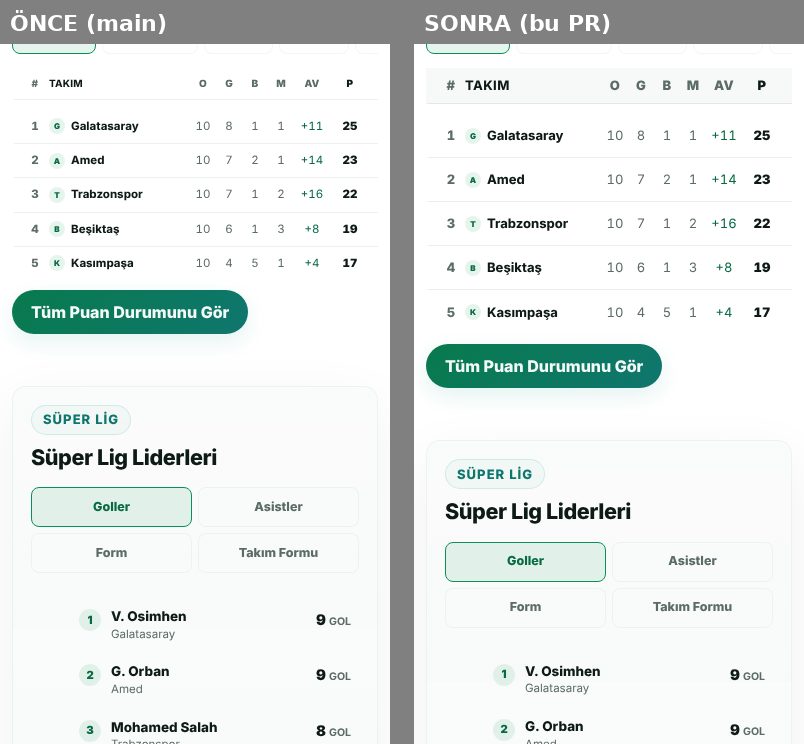 ÖNCE (main)
# TAKIM O G B M AV P
1 G Galatasaray 10 8 1 1 +11 25
2 A Amed 10 7 2 1 +14 23
3 T Trabzonspor 10 7 1 2 +16 22
4 B Beşiktaş 10 6 1 3 +8 19
5 K Kasımpaşa 10 4 5 1 +4 17
Tüm Puan Durumunu Gör
SÜPER LİG
Süper Lig Liderleri
Goller Asistler
Form Takım Formu
1 V. Osimhen 9 GOL
Galatasaray
2 G. Orban 9 GOL
Amed
3 Mohamed Salah 8 GOL
Trabzonspor
SONRA (bu PR)
# TAKIM O G B M AV P
1 G Galatasaray 10 8 1 1 +11 25
2 A Amed 10 7 2 1 +14 23
3 T Trabzonspor 10 7 1 2 +16 22
4 B Beşiktaş 10 6 1 3 +8 19
5 K Kasımpaşa 10 4 5 1 +4 17
Tüm Puan Durumunu Gör
SÜPER LİG
Süper Lig Liderleri
Goller Asistler
Form Takım Formu
1 V. Osimhen 9 GOL
Galatasaray
2 G. Orban 9 GOL
Amed